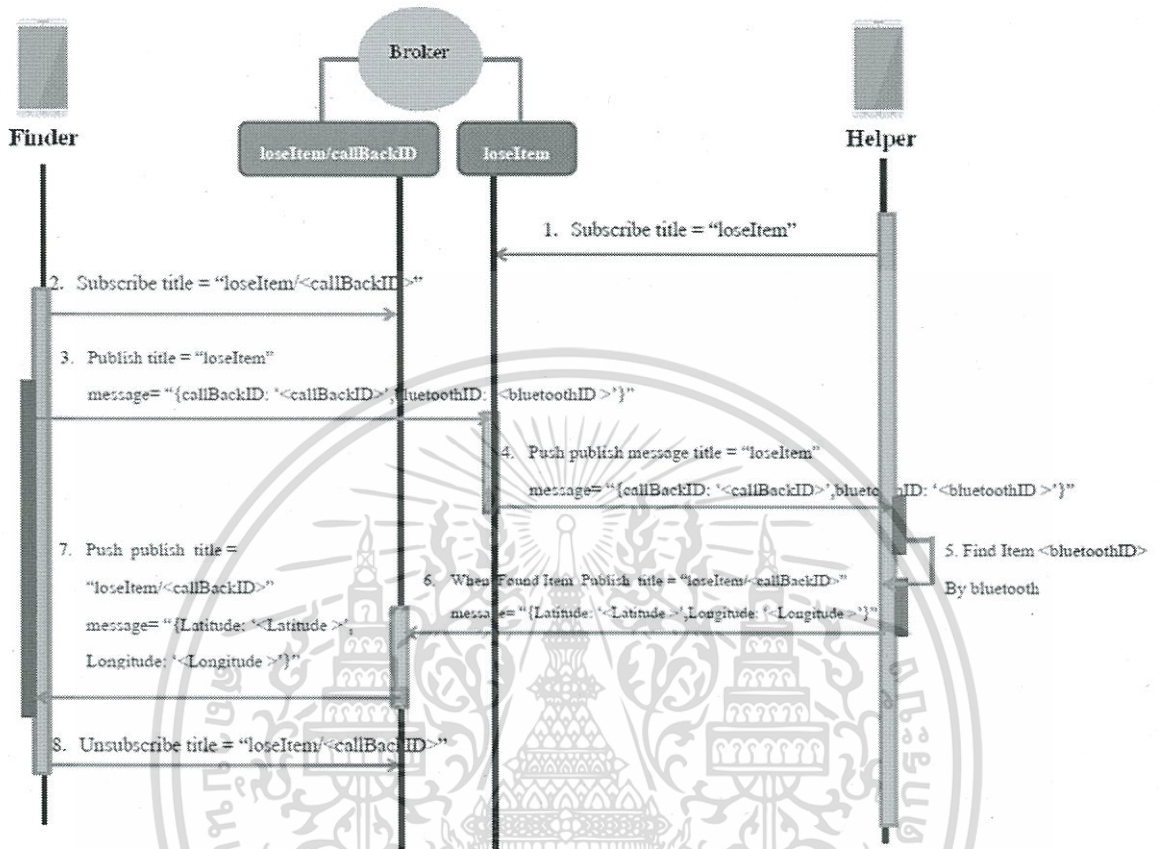 Broker
Finder
Helper
loseItem/callBackID
loseItem
1. Subscribe title = “loseItem”
2. Subscribe title = “loseItem/<callBackID>”
3. Publish title = “loseItem”
message= “{callBackID: ‘<callBackID>’,bluetoothID: ‘<bluetoothID >’}”
4. Push publish message title = “loseItem”
message= “{callBackID: ‘<callBackID>’,bluetoothID: ‘<bluetoothID >’}”
5. Find Item <bluetoothID>
By bluetooth
6. When Found Item Publish title = “loseItem/<callBackID>”
message= “{Latitude: ‘<Latitude >’,Longitude: ‘<Longitude>’}”
7. Push publish title =
“loseItem/<callBackID>”
message= “{Latitude: ‘<Latitude >’,
Longitude: ‘<Longitude >’}”
8. Unsubscribe title = “loseItem/<callBackID>”